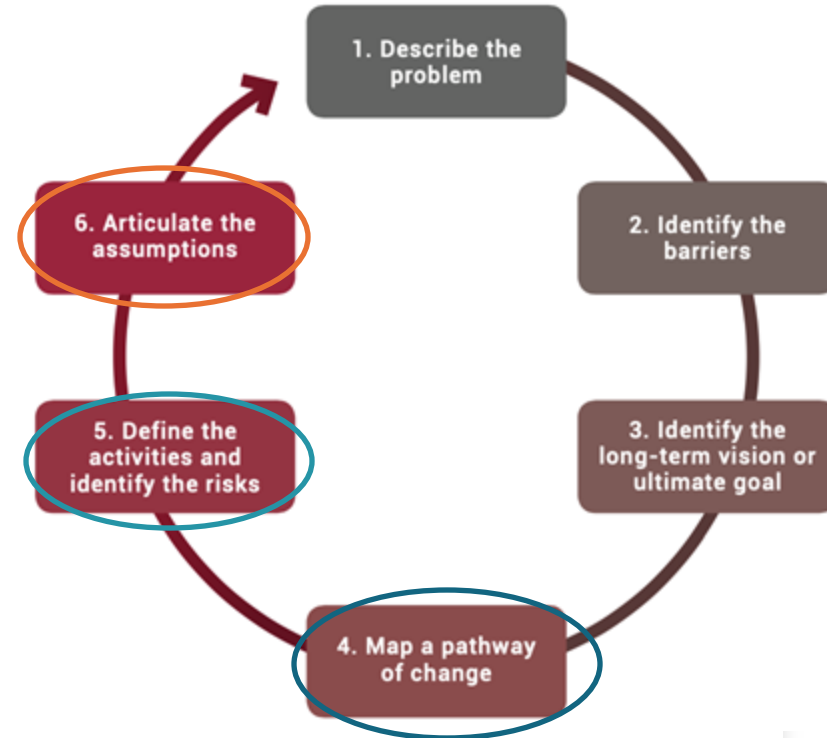 1. Describe the
problem
2. Identify the
barriers
3. Identify the
long-term vision or
ultimate goal
4. Map a pathway
of change
5. Define the
activities and
identify the risks
6. Articulate the
assumptions